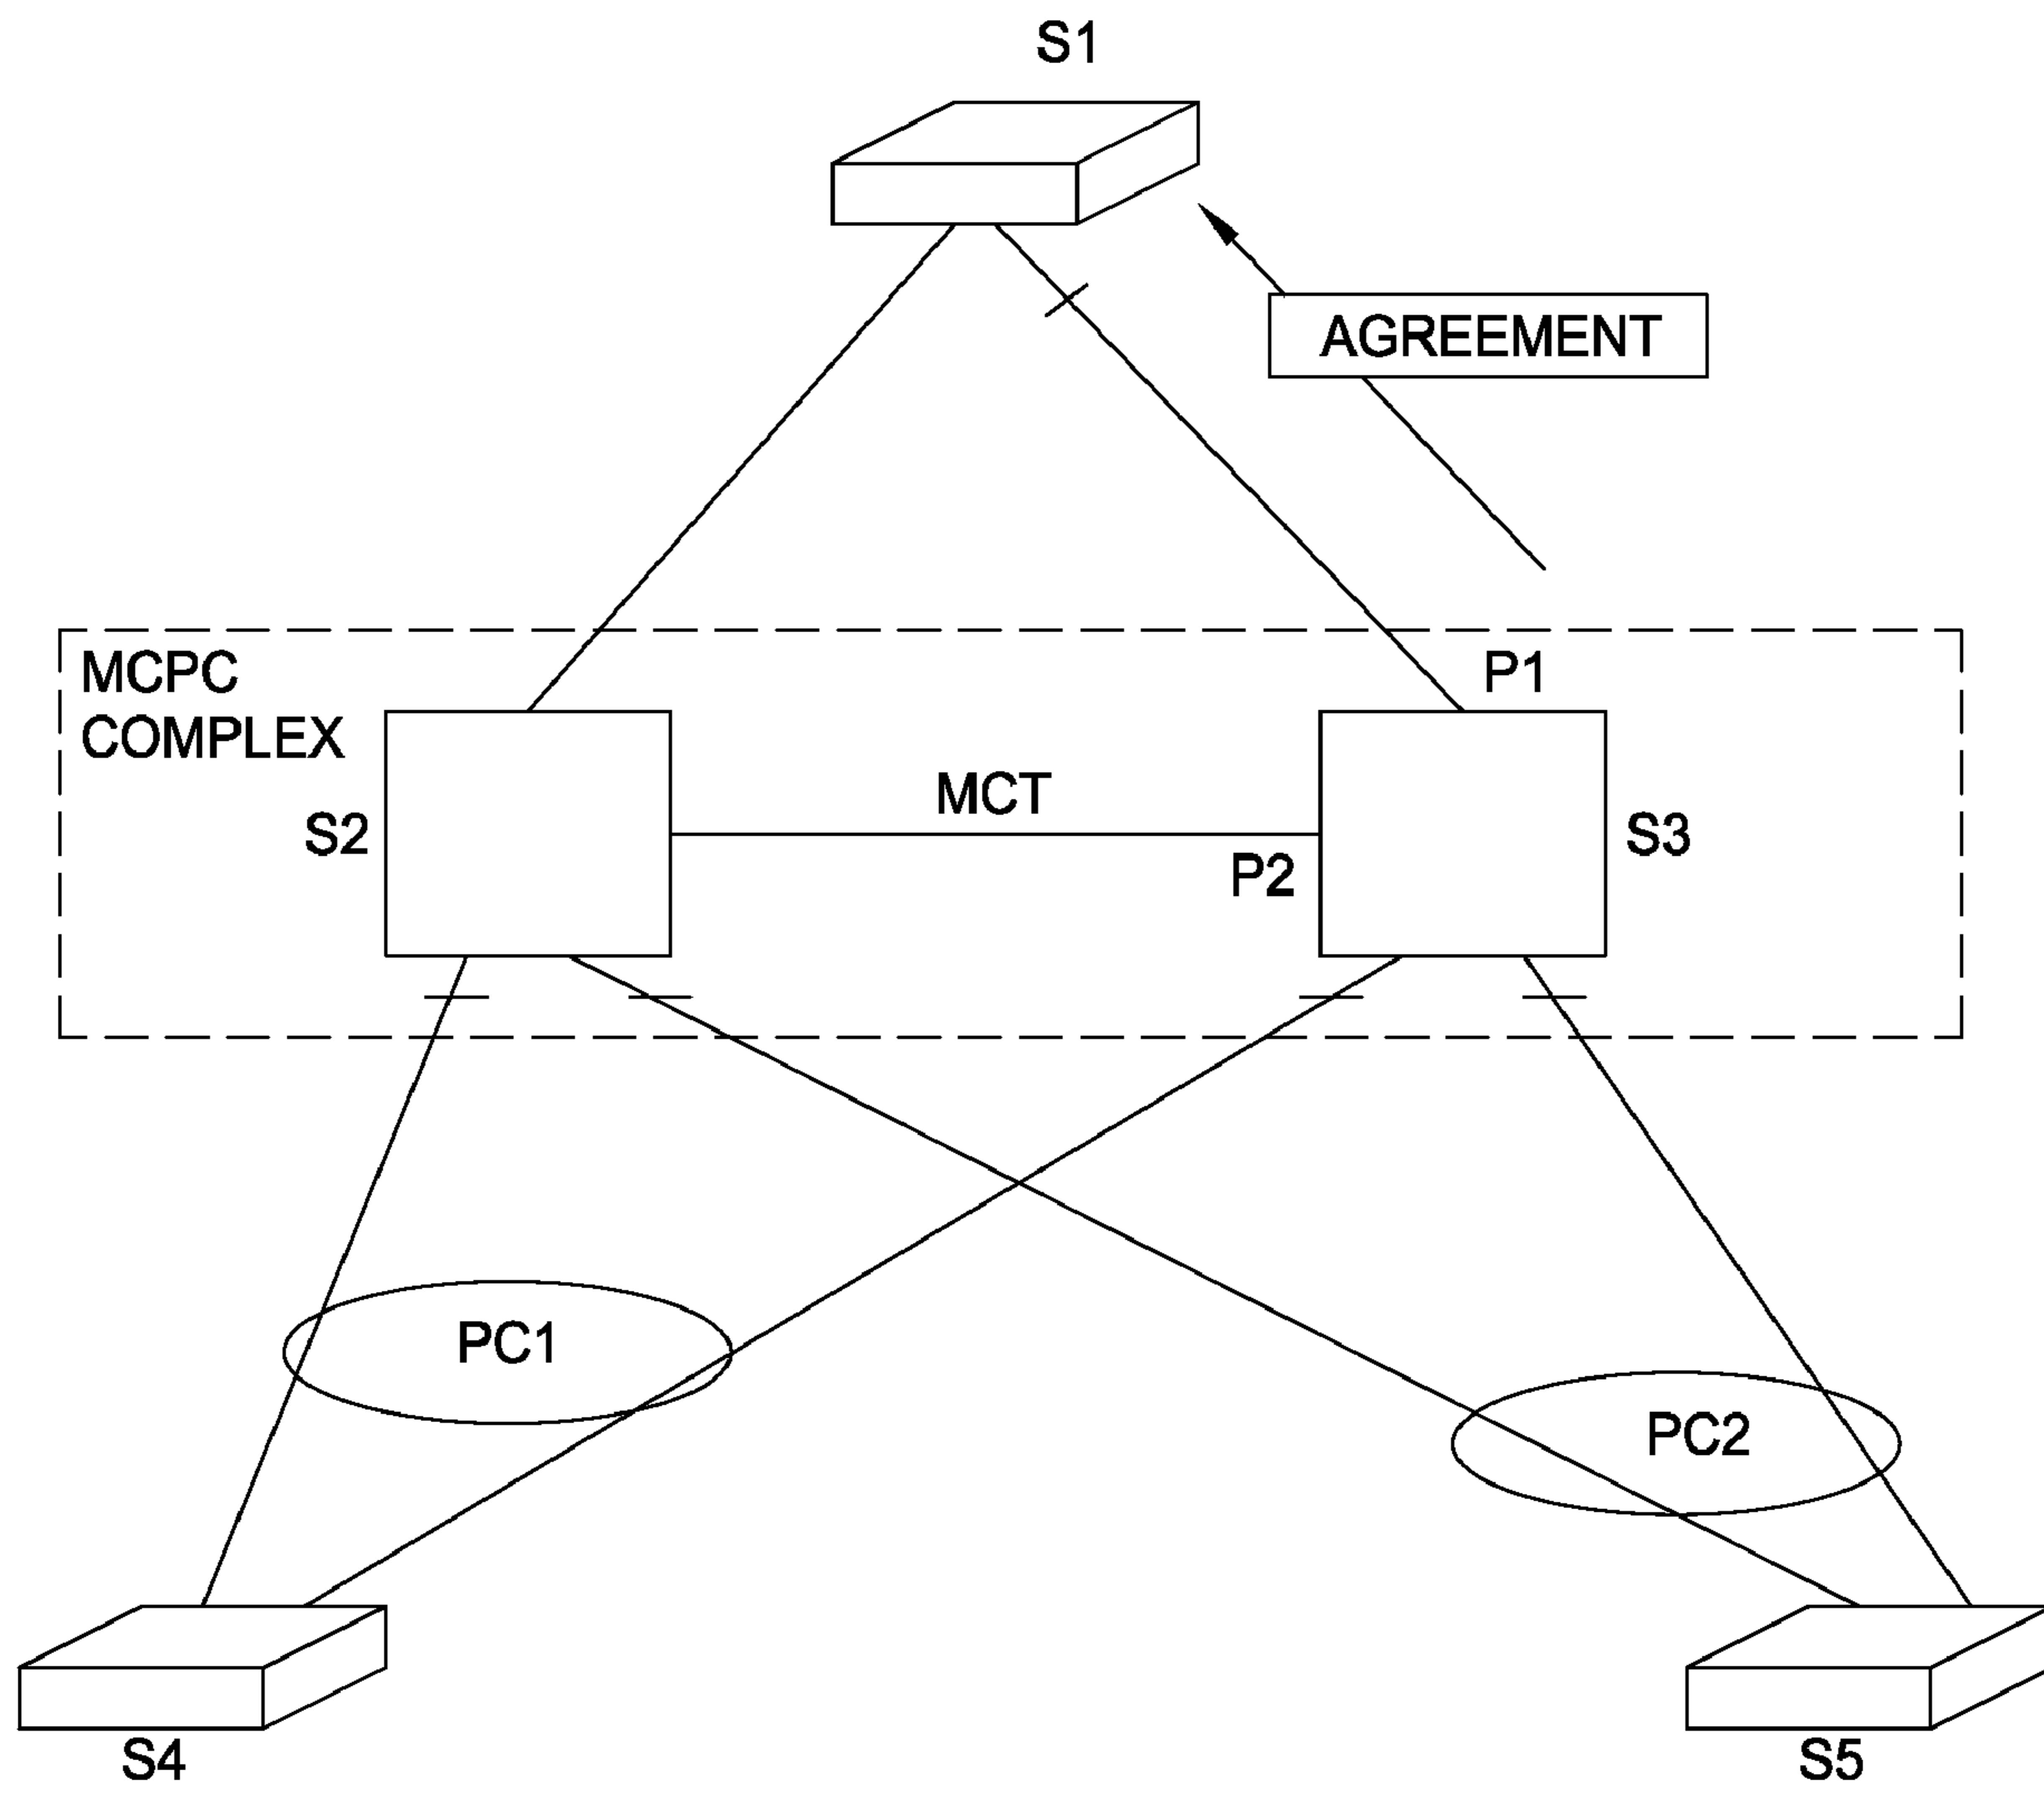 S1
AGREEMENT
MCPC
COMPLEX
P1
S2
MCT
P2
S3
PC1
PC2
S4
S5